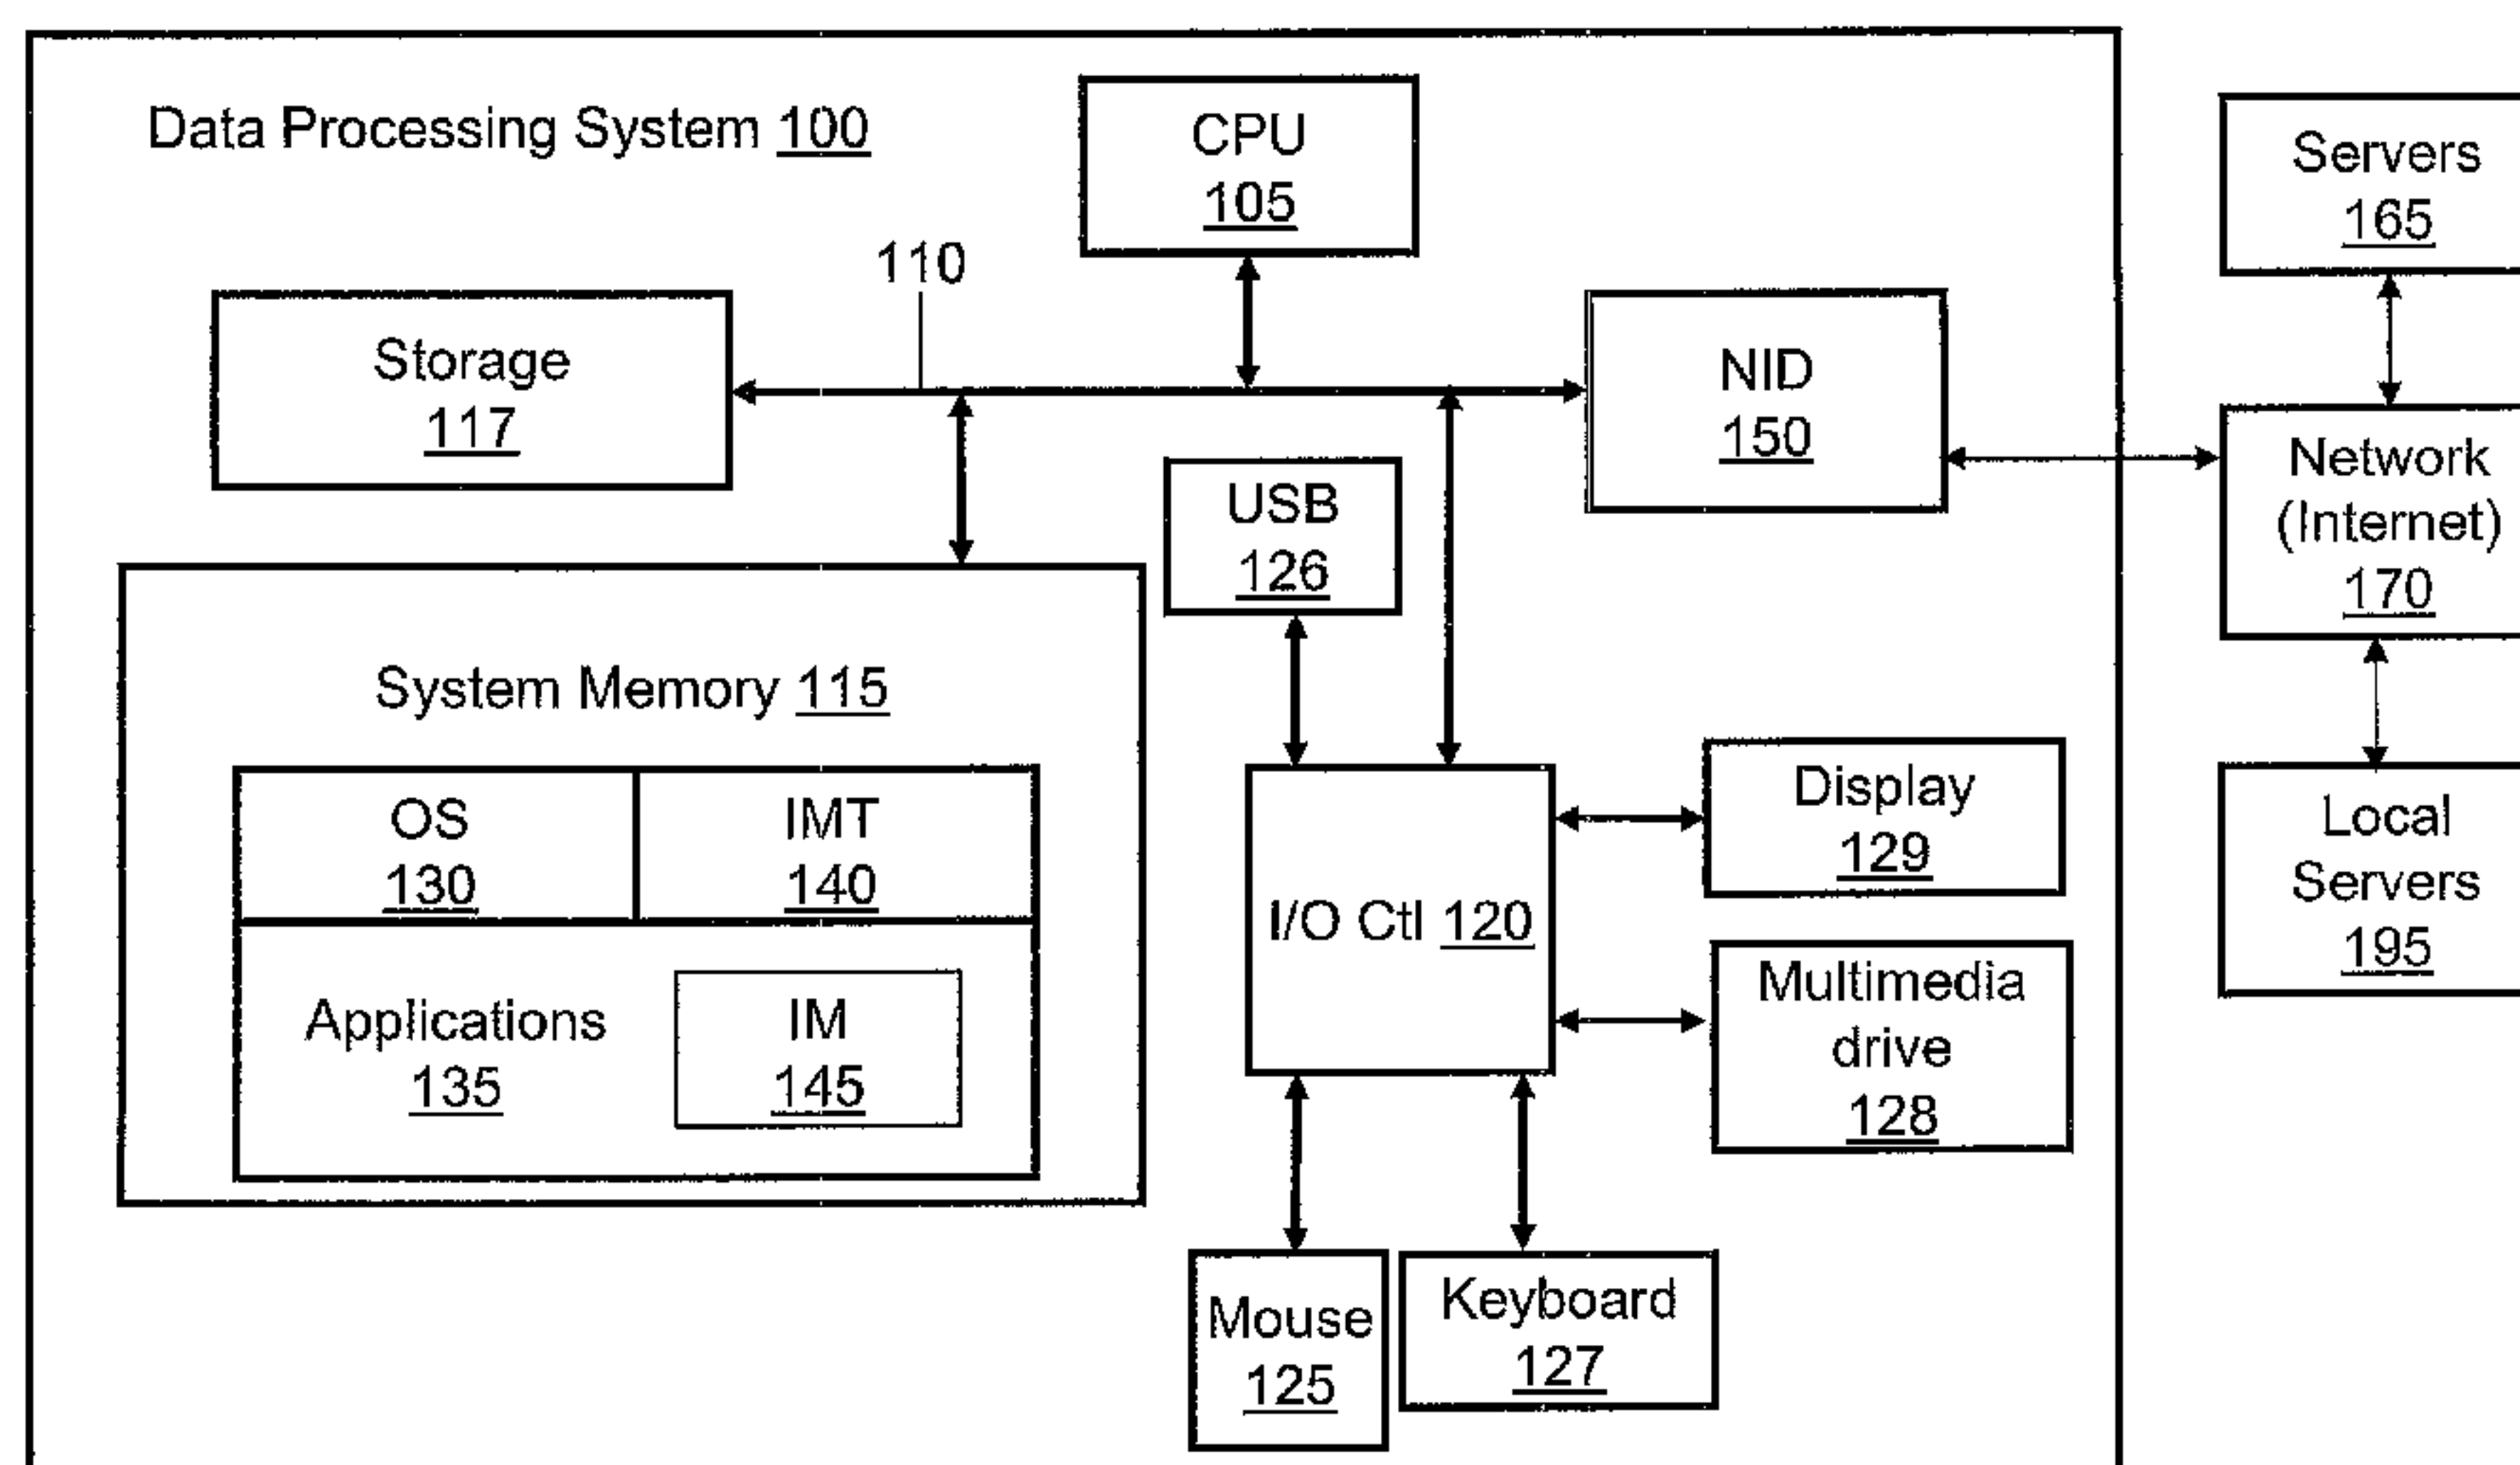 Data Processing System 100
CPU
105
Servers
165
110
Storage
117
NID
150
Network
(Internet)
170
USB
126
System Memory 115
OS
130
IMT
140
Applications
135
IM
145
I/O Ctl 120
Display
129
Multimedia
drive
128
Local
Servers
195
Mouse
125
Keyboard
127